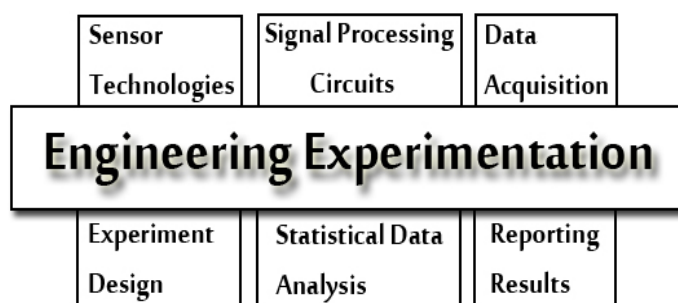 Sensor
Technologies
Signal Processing
Circuits
Data
Acquisition
Engineering Experimentation
Experiment
Design
Statistical Data
Analysis
Reporting
Results